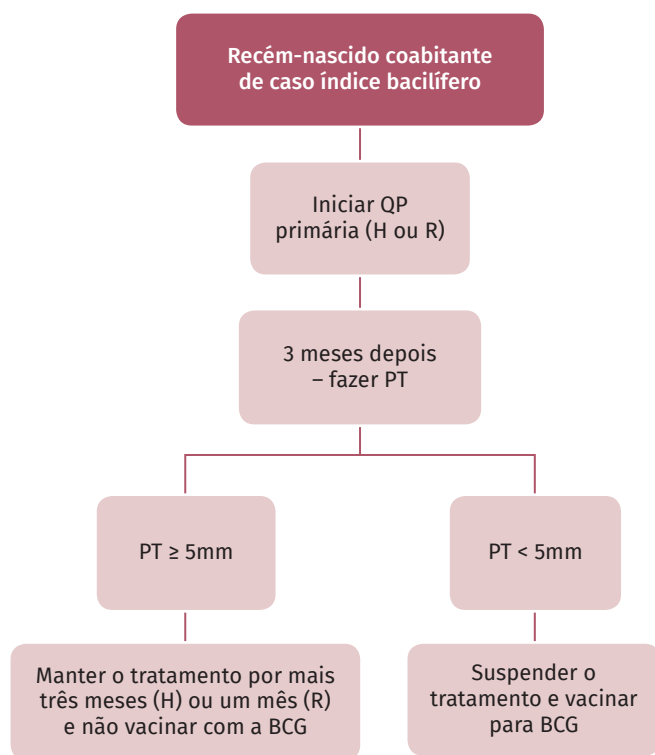 Recém-nascido coabitante
de caso índice bacilífero
Iniciar QP
primária (H ou R)
3 meses depois
– fazer PT
PT ≥ 5mm
PT < 5mm
Manter o tratamento por mais
três meses (H) ou um mês (R)
e não vacinar com a BCG
Suspender o
tratamento e vacinar
para BCG